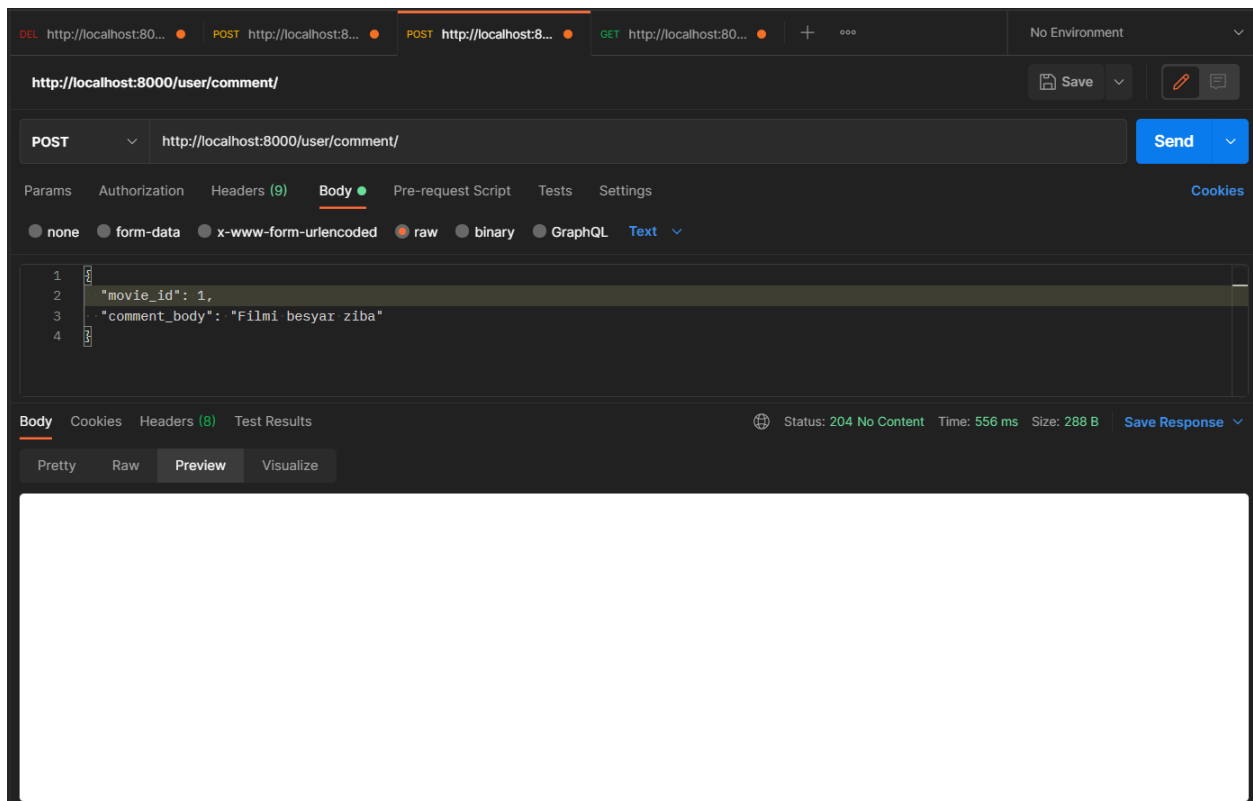 DEL http://localhost:80... POST http://localhost:8... POST http://localhost:8... GET http://localhost:80... No Environment
http://localhost:8000/user/comment/ Save
POST http://localhost:8000/user/comment/ Send
Params Authorization Headers (9) Body Pre-request Script Tests Settings Cookies
none form-data x-www-form-urlencoded raw binary GraphQL Text
1 {
2 "movie_id": 1,
3 "comment_body": "Filmi besyar ziba"
4 }
Body Cookies Headers (8) Test Results Status: 204 No Content Time: 556 ms Size: 288 B Save Response
Pretty Raw Preview Visualize